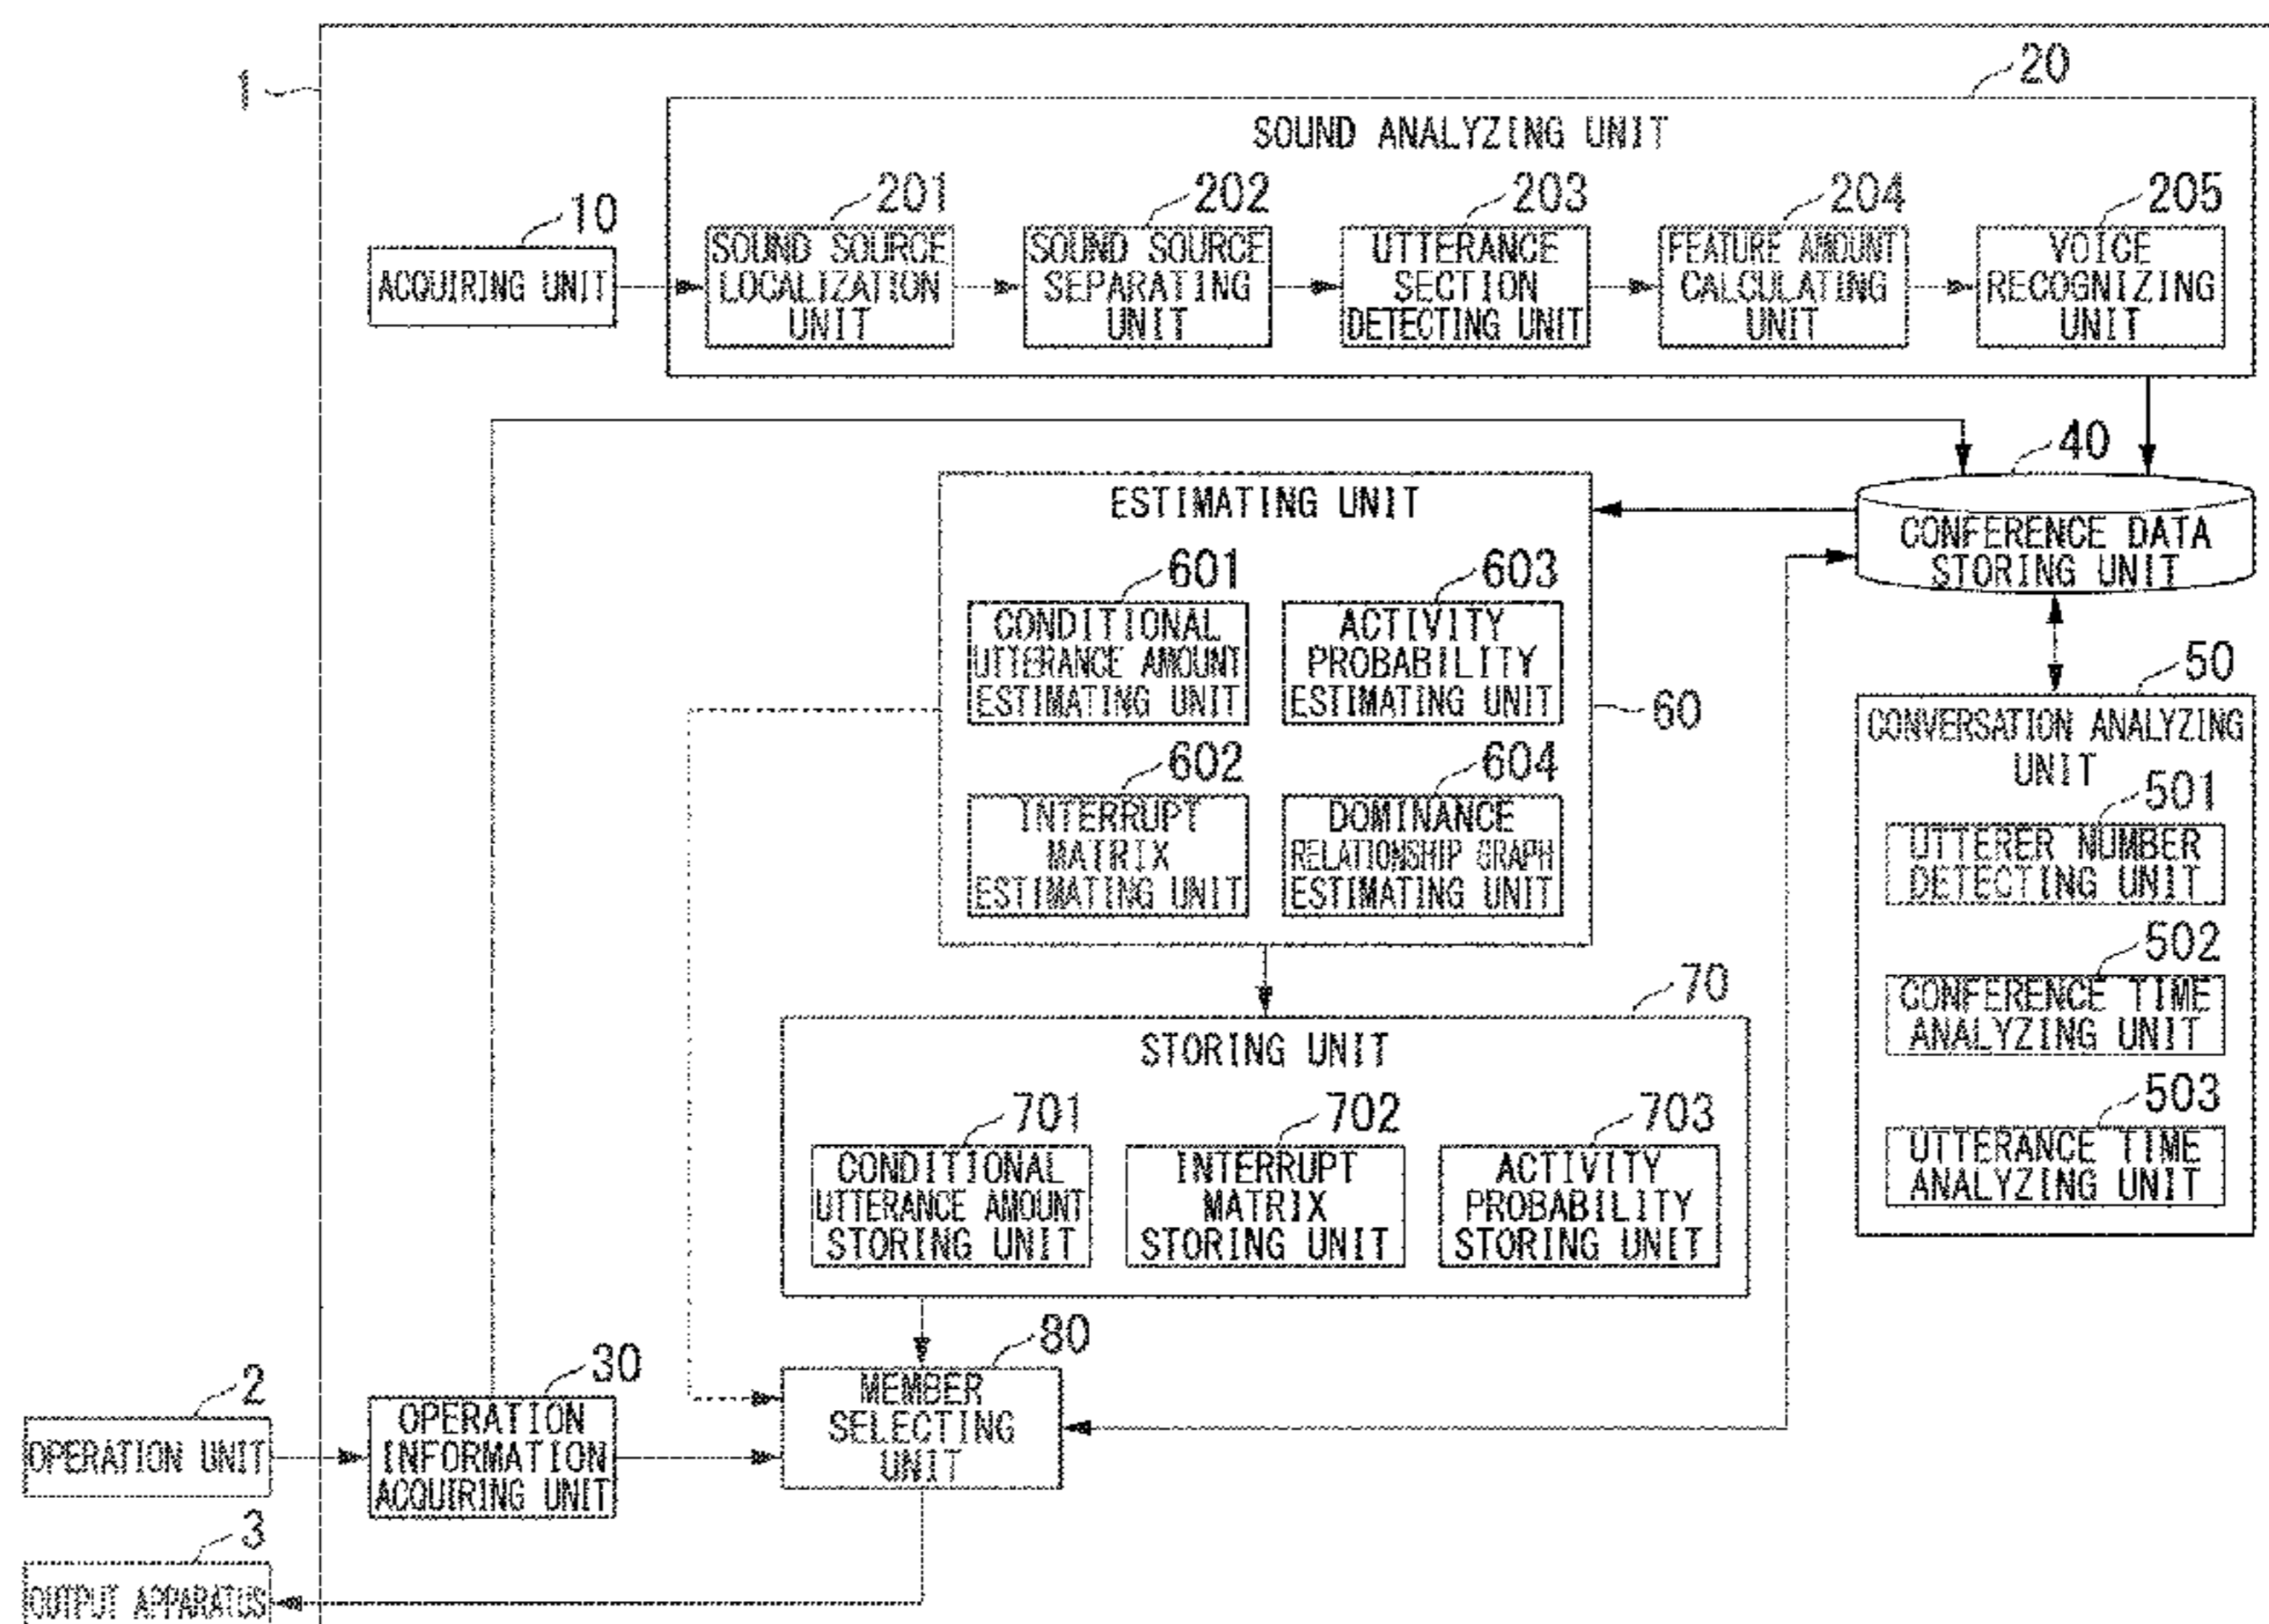 1
20
SOUND ANALYZING UNIT
10
ACQUIRING UNIT
201
SOUND SOURCE
LOCALIZATION
UNIT
202
SOUND SOURCE
SEPARATING
UNIT
203
UTTERANCE
SECTION
DETECTING UNIT
204
FEATURE AMOUNT
CALCULATING
UNIT
205
VOICE
RECOGNIZING
UNIT
40
CONFERENCE DATA
STORING UNIT
ESTIMATING UNIT
601
CONDITIONAL
UTTERANCE AMOUNT
ESTIMATING UNIT
603
ACTIVITY
PROBABILITY
ESTIMATING UNIT
60
602
INTERRUPT
MATRIX
ESTIMATING UNIT
604
DOMINANCE
RELATIONSHIP GRAPH
ESTIMATING UNIT
50
CONVERSATION ANALYZING
UNIT
501
UTTERER NUMBER
DETECTING UNIT
502
CONFERENCE TIME
ANALYZING UNIT
503
UTTERANCE TIME
ANALYZING UNIT
70
STORING UNIT
701
CONDITIONAL
UTTERANCE AMOUNT
STORING UNIT
702
INTERRUPT
MATRIX
STORING UNIT
703
ACTIVITY
PROBABILITY
STORING UNIT
2
OPERATION UNIT
30
OPERATION
INFORMATION
ACQUIRING UNIT
80
MEMBER
SELECTING
UNIT
3
OUTPUT APPARATUS